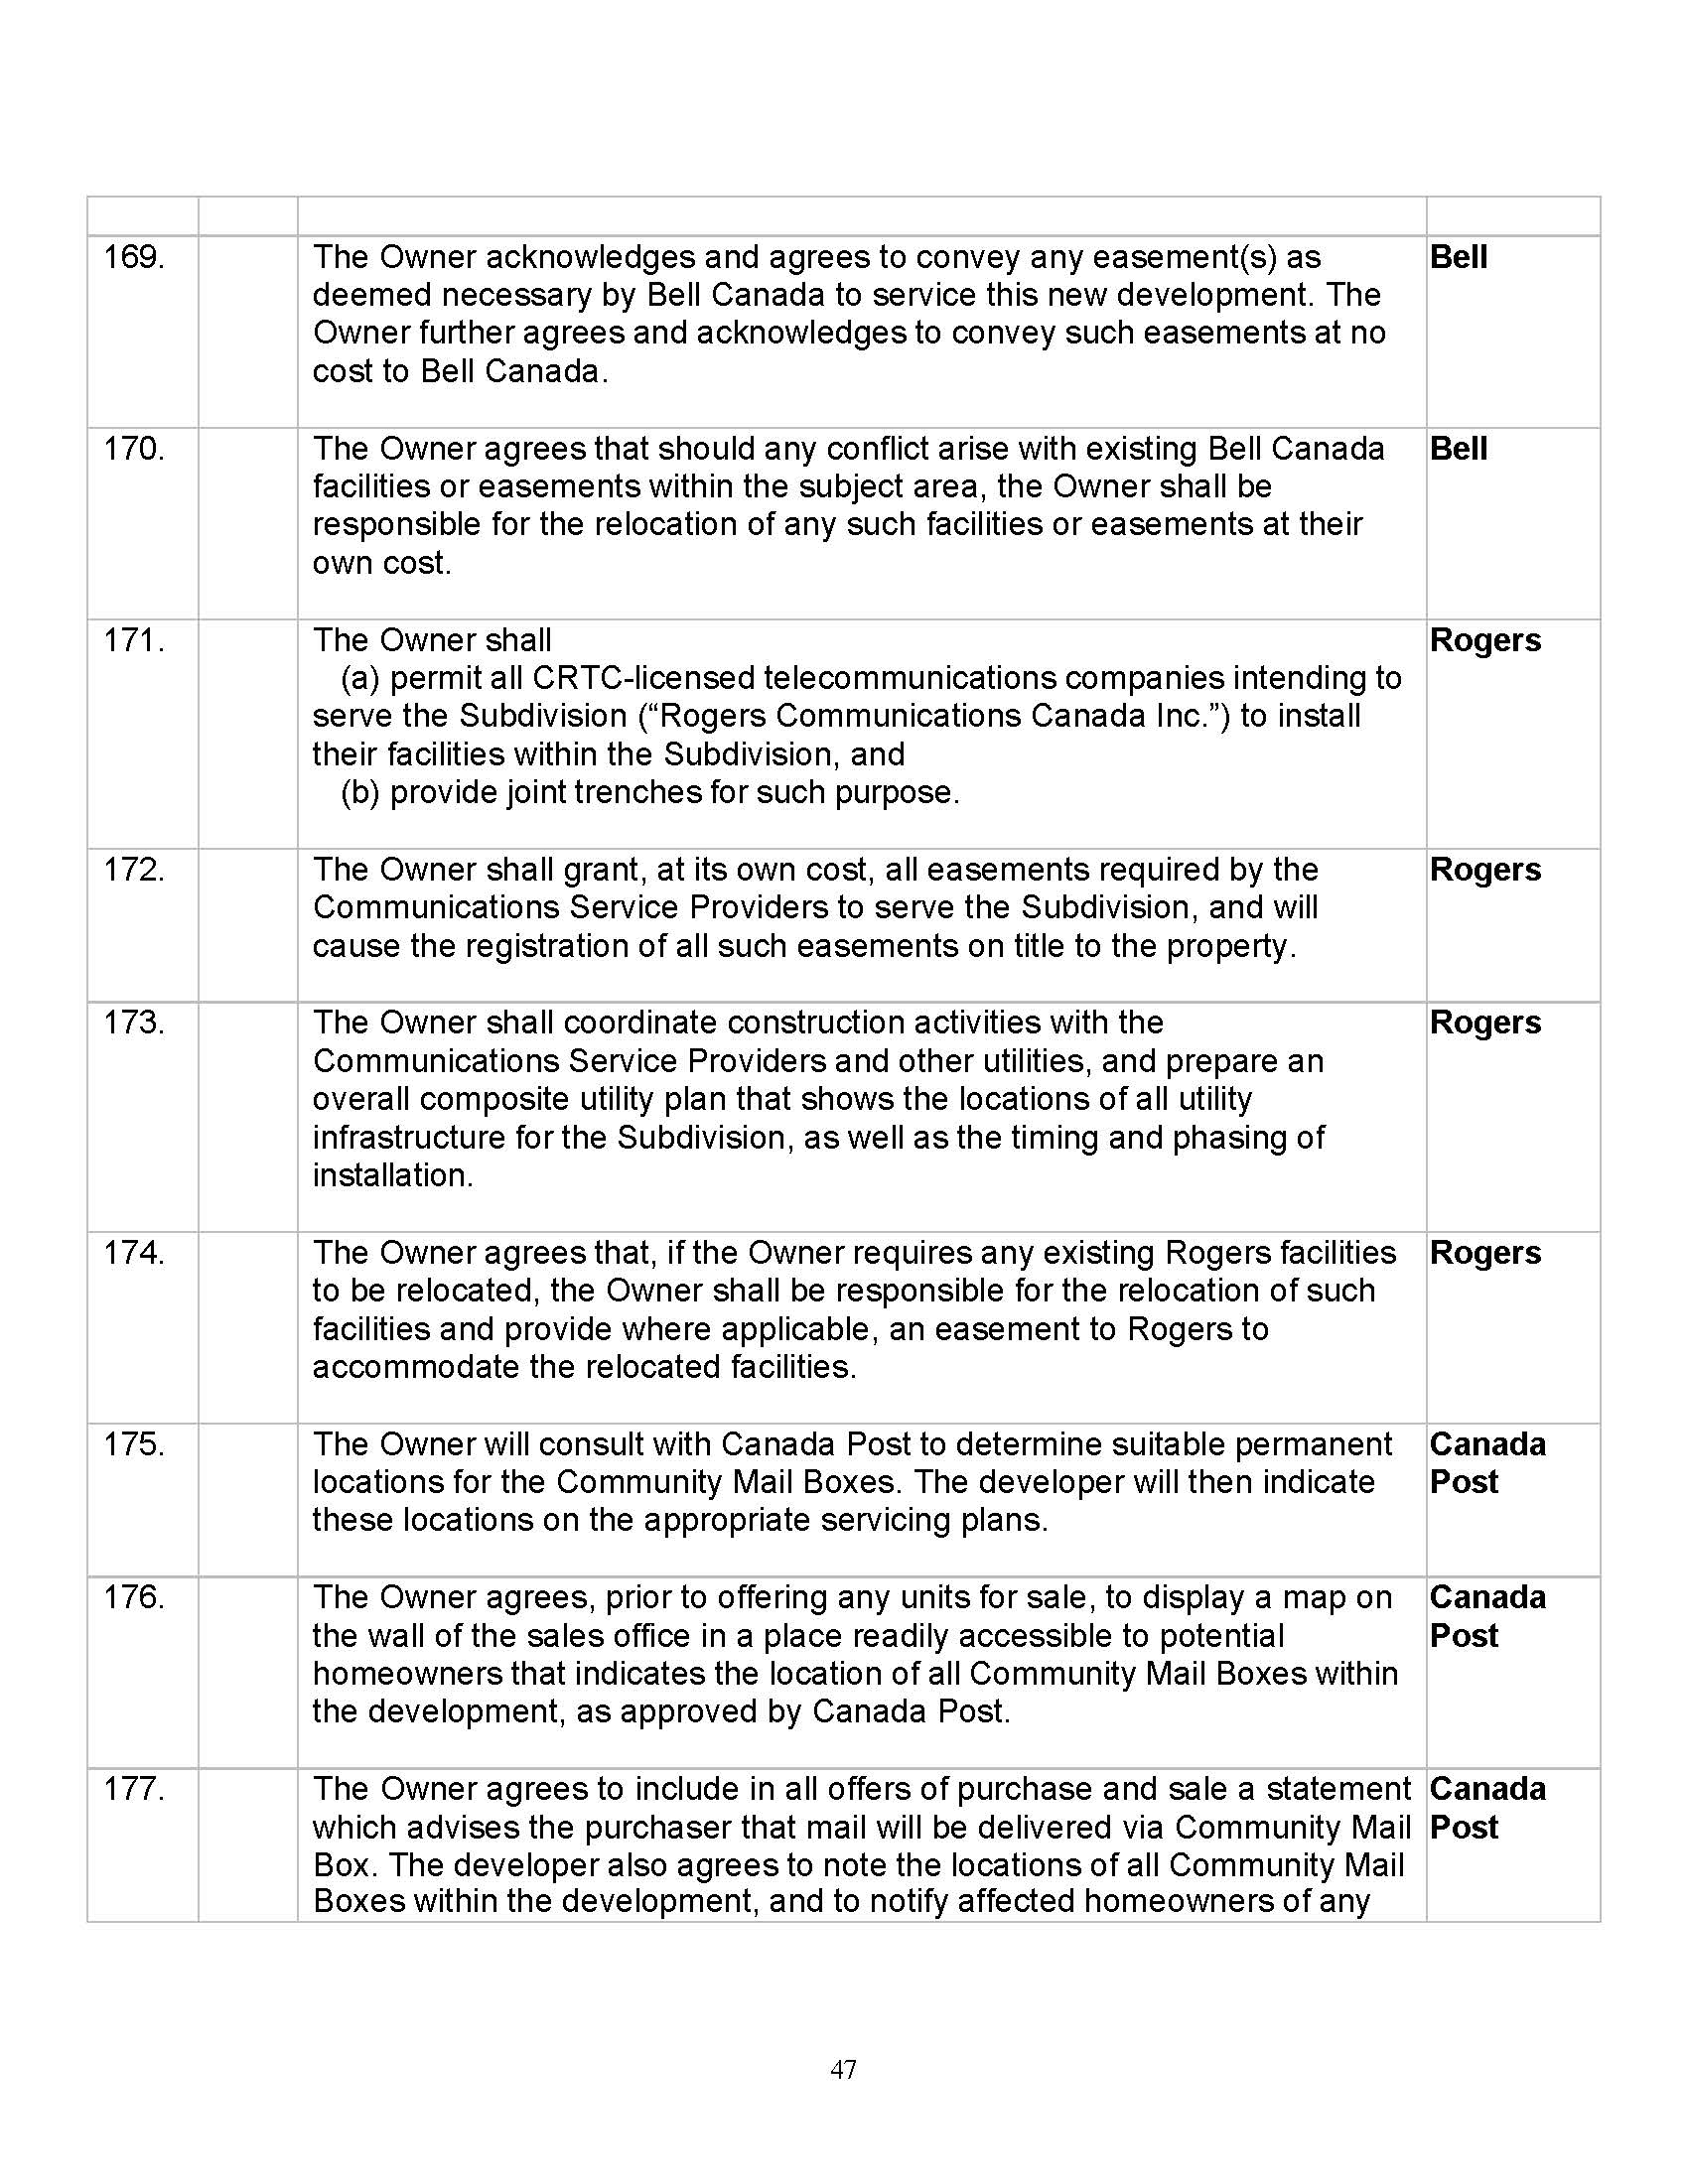 169. The Owner acknowledges and agrees to convey any easement(s) as Bell
deemed necessary by Bell Canada to service this new development. The
Owner further agrees and acknowledges to convey such easements at no
cost to Bell Canada.
170. The Owner agrees that should any conflict arise with existing Bell Canada Bell
facilities or easements within the subject area, the Owner shall be
responsible for the relocation of any such facilities or easements at their
own cost.
171. The Owner shall Rogers
(a) permit all CRTC-licensed telecommunications companies intending to
serve the Subdivision (“Rogers Communications Canada Inc.”) to install
their facilities within the Subdivision, and
(b) provide joint trenches for such purpose.
172. The Owner shall grant, at its own cost, all easements required by the Rogers
Communications Service Providers to serve the Subdivision, and will
cause the registration of all such easements on title to the property.
173. The Owner shall coordinate construction activities with the Rogers
Communications Service Providers and other utilities, and prepare an
overall composite utility plan that shows the locations of all utility
infrastructure for the Subdivision, as well as the timing and phasing of
installation.
174. The Owner agrees that, if the Owner requires any existing Rogers facilities Rogers
to be relocated, the Owner shall be responsible for the relocation of such
facilities and provide where applicable, an easement to Rogers to
accommodate the relocated facilities.
175. The Owner will consult with Canada Post to determine suitable permanent Canada
locations for the Community Mail Boxes. The developer will then indicate Post
these locations on the appropriate servicing plans.
176. The Owner agrees, prior to offering any units for sale, to display a map on Canada
the wall of the sales office in a place readily accessible to potential Post
homeowners that indicates the location of all Community Mail Boxes within
the development, as approved by Canada Post.
177. The Owner agrees to include in all offers of purchase and sale a statement Canada
which advises the purchaser that mail will be delivered via Community Mail Post
Box. The developer also agrees to note the locations of all Community Mail
Boxes within the development, and to notify affected homeowners of any
47